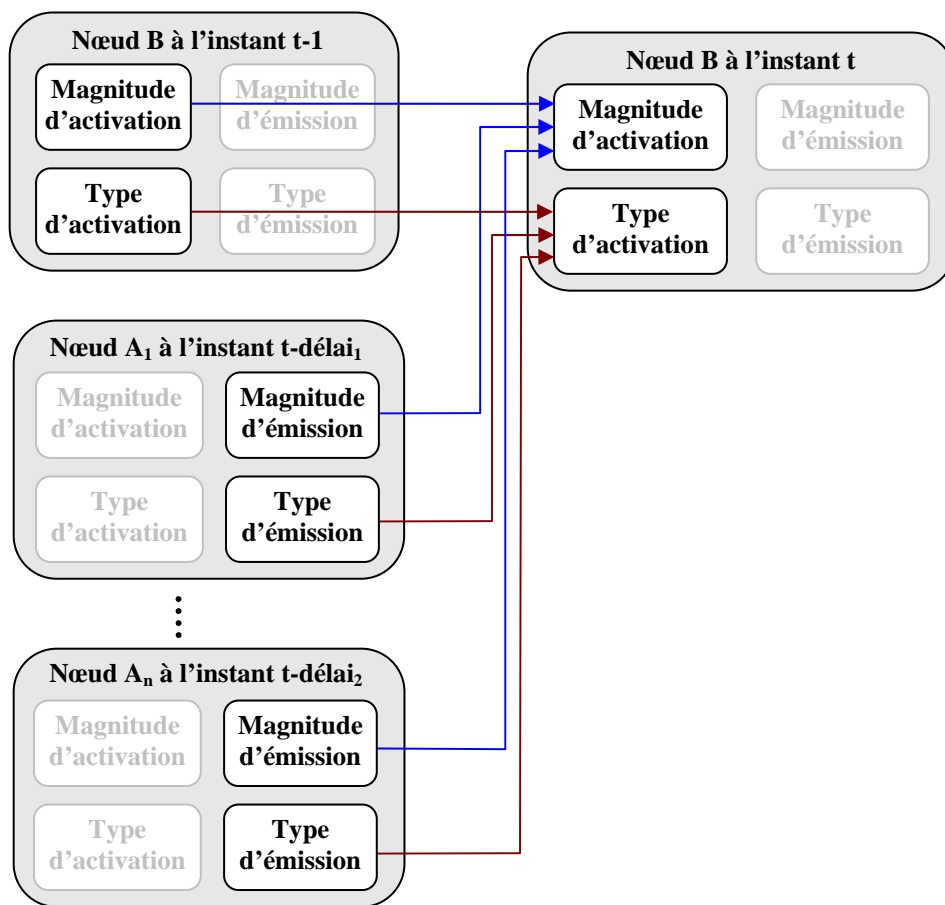 Nœud B à l’instant t-1
Magnitude
d’activation
Magnitude
d’émission
Type
d’activation
Type
d’émission
Nœud B à l’instant t
Magnitude
d’activation
Magnitude
d’émission
Type
d’activation
Type
d’émission
Nœud A₁ à l’instant t-délai₁
Magnitude
d’activation
Magnitude
d’émission
Type
d’activation
Type
d’émission
Nœud Aₙ à l’instant t-délai₂
Magnitude
d’activation
Magnitude
d’émission
Type
d’activation
Type
d’émission